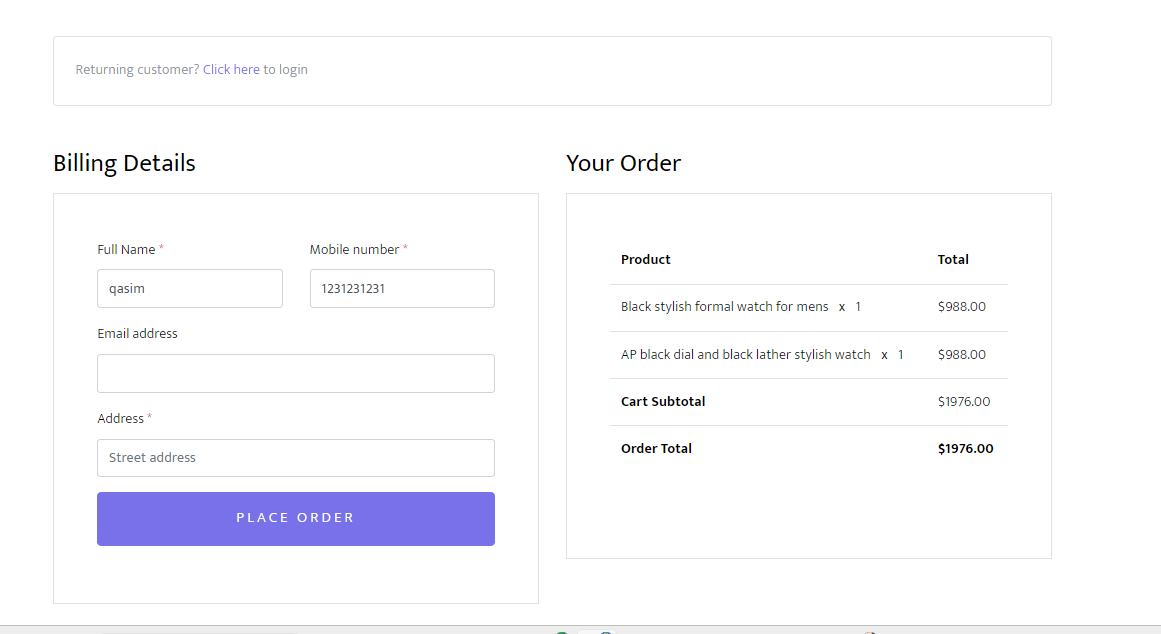 Returning customer? Click here to login
Billing Details
Full Name *
Mobile number *
qasim
1231231231
Email address
Address *
Street address
PLACE ORDER
Your Order
Product Total
Black stylish formal watch for mens x 1 $988.00
AP black dial and black lather stylish watch x 1 $988.00
Cart Subtotal $1976.00
Order Total $1976.00